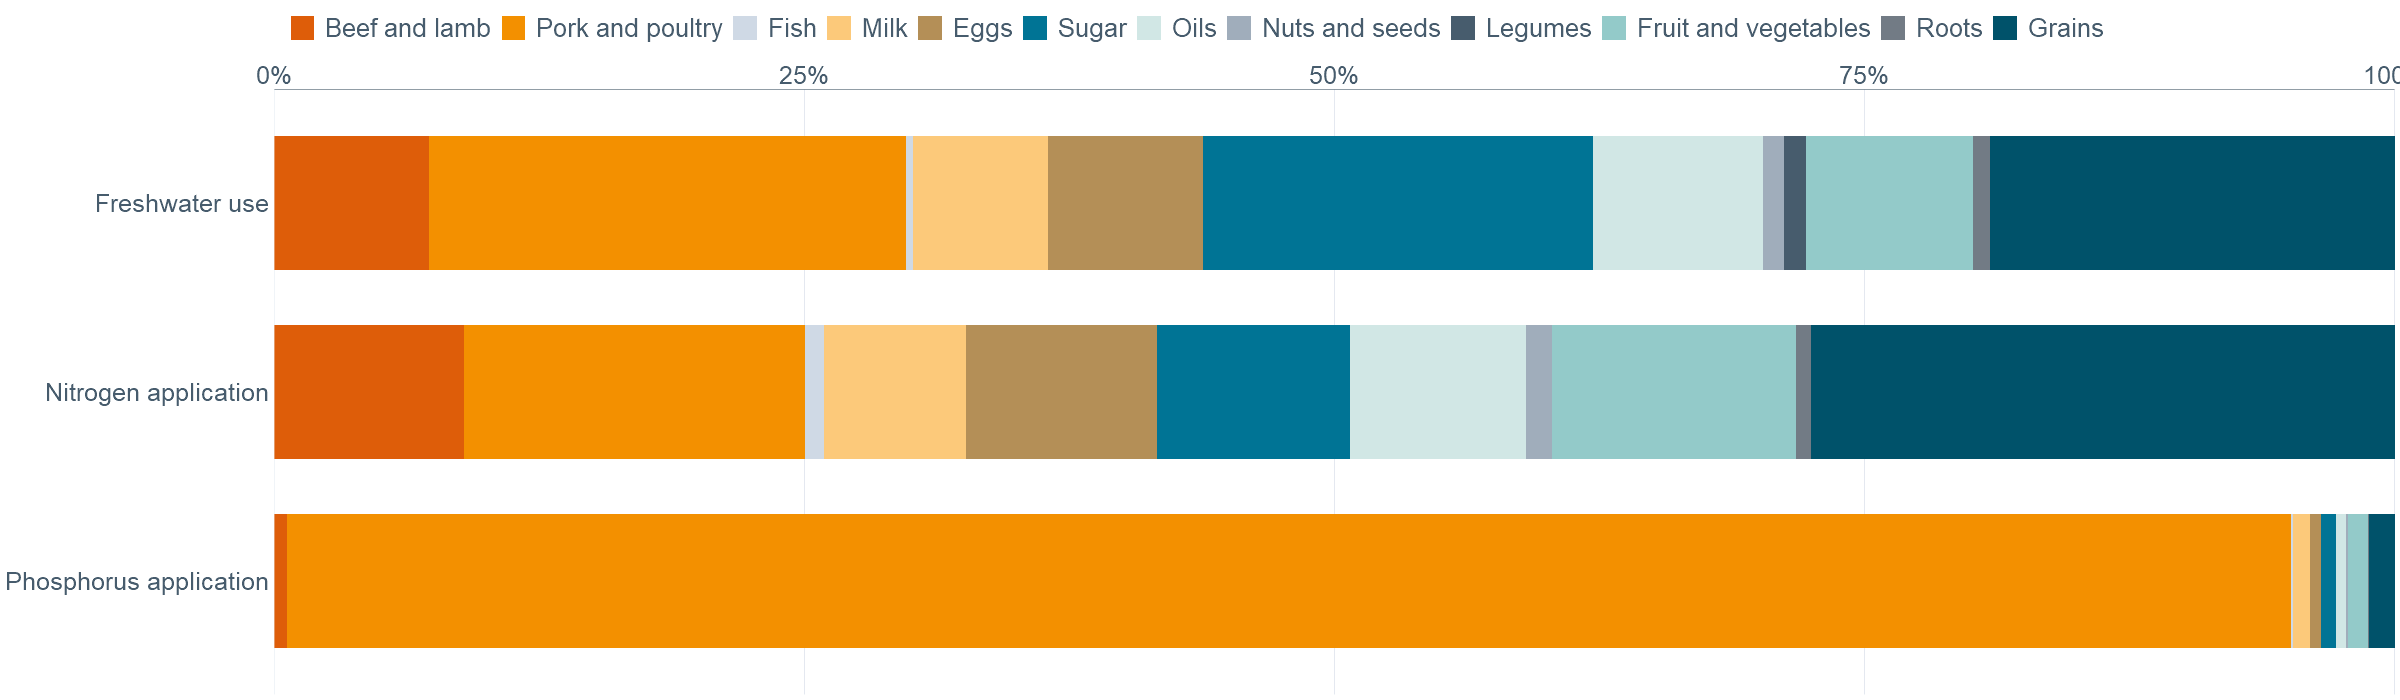 Beef and lamb Pork and poultry Fish Milk Eggs Sugar Oils Nuts and seeds Legumes Fruit and vegetables Roots Grains
0% 25% 50% 75% 100
Freshwater use
Nitrogen application
Phosphorus application